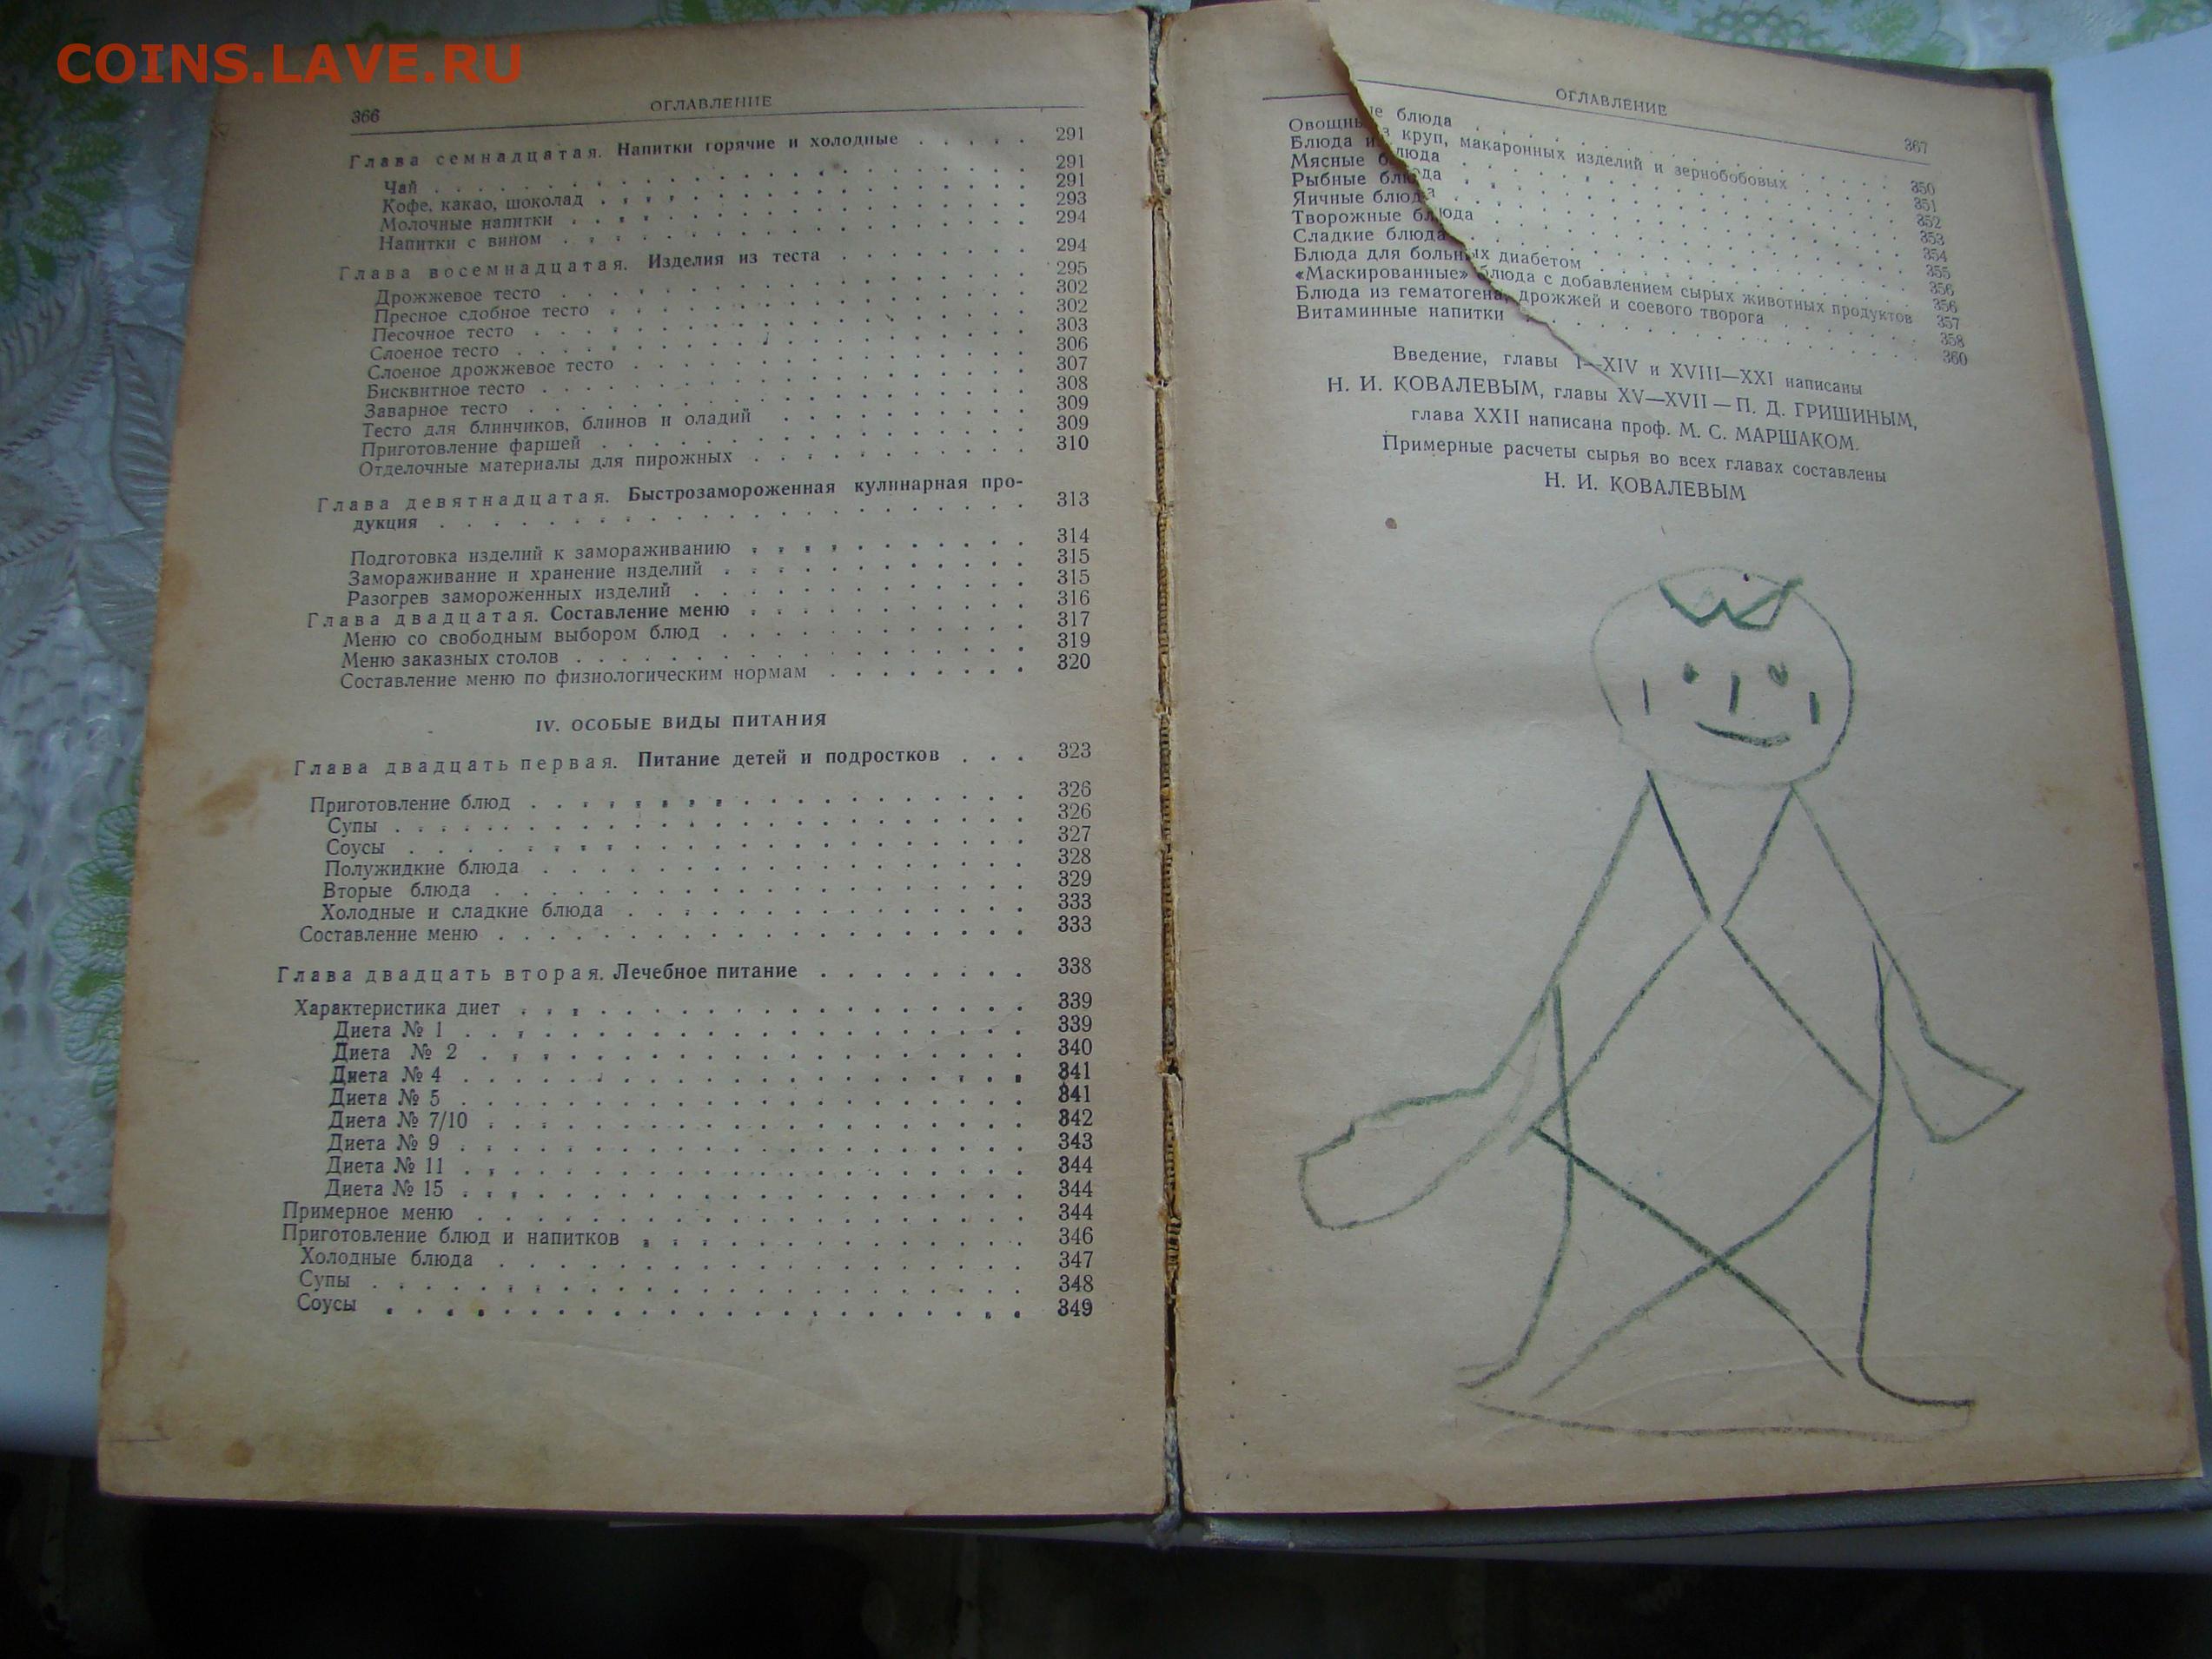 COINS.LAVE.RU
366
ОГЛАВЛЕНИЕ
Глава семнадцатая. Напитки горячие и холодные . . . . . 291
Чай . . . . . . . . . . 291
Кофе, какао, шоколад . . . . . . . . . . 291
Молочные напитки . . . . . . . . . . 293
Напитки с вином . . . . . . . . . . 294
Глава восемнадцатая. Изделия из теста . . . . . . . . 294
Дрожжевое тесто . . . . . . . . . . 295
Пресное сдобное тесто . . . . . . . . . . 302
Песочное тесто . . . . . . . . . . 302
Слоеное тесто . . . . . . . . . . 303
Слоеное дрожжевое тесто . . . . . . . . . . 306
Бисквитное тесто . . . . . . . . . . 307
Заварное тесто . . . . . . . . . . 308
Тесто для блинчиков, блинов и оладий . . . . . . . . . . 309
Приготовление фаршей . . . . . . . . . . 309
Отделочные материалы для пирожных . . . . . . . . . . 310
Глава девятнадцатая. Быстрозамороженная кулинарная про-
дукция . . . . . . . . . . 313
Подготовка изделий к замораживанию . . . . . . . . . . 314
Замораживание и хранение изделий . . . . . . . . . . 315
Разогрев замороженных изделий . . . . . . . . . . 315
Глава двадцатая. Составление меню . . . . . . . . . . 316
Меню со свободным выбором блюд . . . . . . . . . . 317
Меню заказных столов . . . . . . . . . . 319
Составление меню по физиологическим нормам . . . . . . . . 320
IV. ОСОБЫЕ ВИДЫ ПИТАНИЯ
Глава двадцать первая. Питание детей и подростков . . . 323
Приготовление блюд . . . . . . . . . . 326
Супы . . . . . . . . . . 326
Соусы . . . . . . . . . . 327
Полужидкие блюда . . . . . . . . . . 328
Вторые блюда . . . . . . . . . . 329
Холодные и сладкие блюда . . . . . . . . . . 333
Составление меню . . . . . . . . . . 333
Глава двадцать вторая. Лечебное питание . . . . . . . . 338
Характеристика диет . . . . . . . . . . 339
Диета № 1 . . . . . . . . . . 339
Диета № 2 . . . . . . . . . . 340
Диета № 4 . . . . . . . . . . 341
Диета № 5 . . . . . . . . . . 341
Диета № 7/10 . . . . . . . . . . 342
Диета № 9 . . . . . . . . . . 343
Диета № 11 . . . . . . . . . . 344
Диета № 15 . . . . . . . . . . 344
Примерное меню . . . . . . . . . . 344
Приготовление блюд и напитков . . . . . . . . . . 346
Холодные блюда . . . . . . . . . . 347
Супы . . . . . . . . . . 348
Соусы . . . . . . . . . . 349
ОГЛАВЛЕНИЕ
367
Овощные блюда . . . . . . . . . . 350
Блюда из круп, макаронных изделий и зернобобовых . . . . . 351
Мясные блюда . . . . . . . . . . 352
Рыбные блюда . . . . . . . . . . 353
Яичные блюда . . . . . . . . . . 354
Творожные блюда . . . . . . . . . . 355
Сладкие блюда . . . . . . . . . . 356
Блюда для больных диабетом . . . . . . . . . . 356
«Маскированные» блюда с добавлением сырых животных продуктов 357
Блюда из гематогена, дрожжей и соевого творога . . . . . . . 358
Витаминные напитки . . . . . . . . . . 360
Введение, главы I—XIV и XVIII—XXI написаны
Н. И. КОВАЛЕВЫМ, главы XV—XVII — П. Д. ГРИШИНЫМ,
глава XXII написана проф. М. С. МАРШАКОМ.
Примерные расчеты сырья во всех главах составлены
Н. И. КОВАЛЕВЫМ